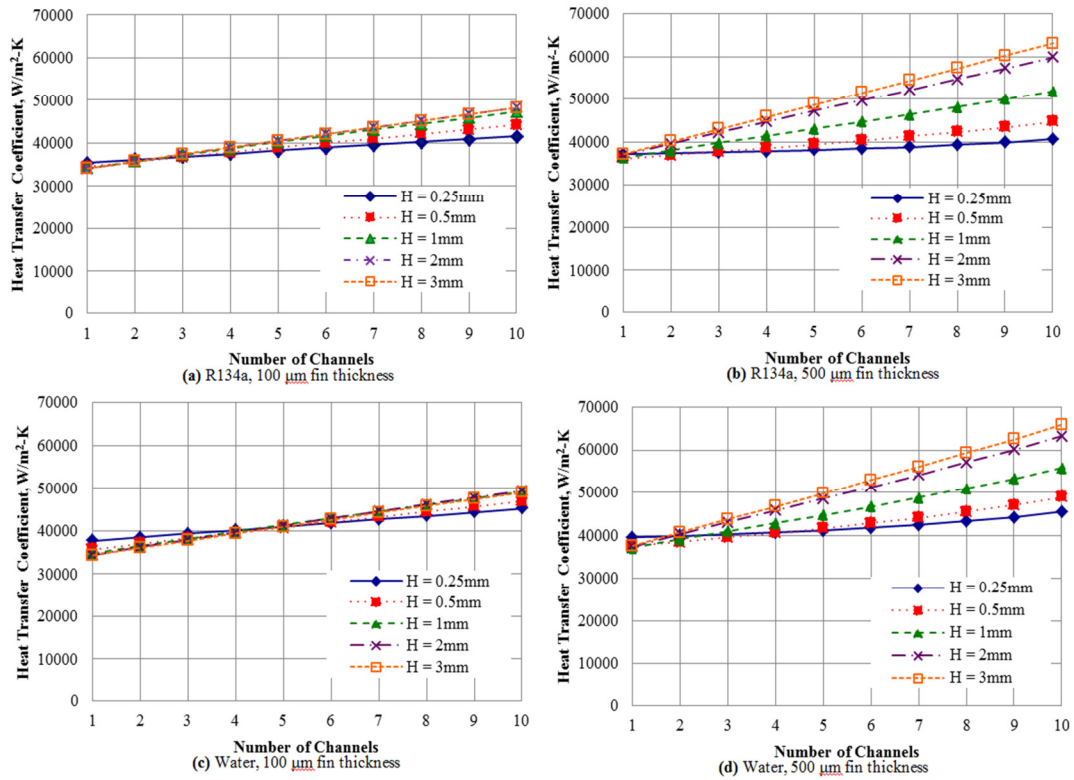 Heat Transfer Coefficient, W/m²-K
70000
60000
50000
40000
30000
20000
10000
0
H = 0.25mm
H = 0.5mm
H = 1mm
H = 2mm
H = 3mm
1 2 3 4 5 6 7 8 9 10
Number of Channels
(a) R134a, 100 µm fin thickness
Heat Transfer Coefficient, W/m²-K
70000
60000
50000
40000
30000
20000
10000
0
H = 0.25mm
H = 0.5mm
H = 1mm
H = 2mm
H = 3mm
1 2 3 4 5 6 7 8 9 10
Number of Channels
(b) R134a, 500 µm fin thickness
Heat Transfer Coefficient, W/m²-K
70000
60000
50000
40000
30000
20000
10000
0
H = 0.25mm
H = 0.5mm
H = 1mm
H = 2mm
H = 3mm
1 2 3 4 5 6 7 8 9 10
Number of Channels
(c) Water, 100 µm fin thickness
Heat Transfer Coefficient, W/m²-K
70000
60000
50000
40000
30000
20000
10000
0
H = 0.25mm
H = 0.5mm
H = 1mm
H = 2mm
H = 3mm
1 2 3 4 5 6 7 8 9 10
Number of Channels
(d) Water, 500 µm fin thickness